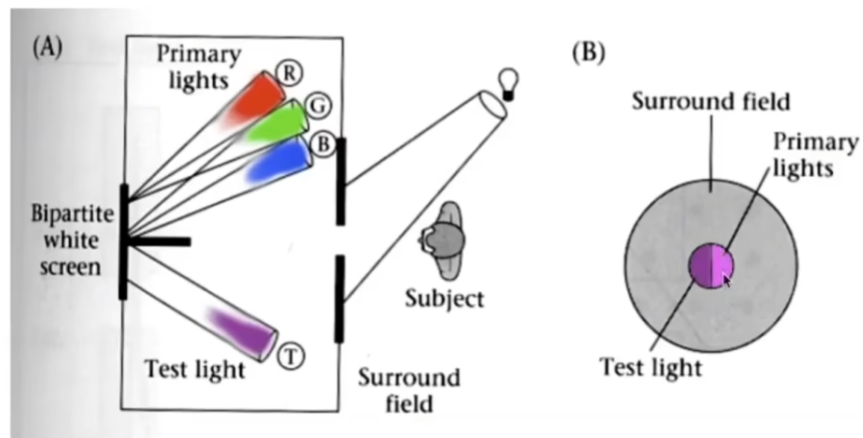 (A)
Primary
lights
R
G
B
Bipartite
white
screen
Subject
Test light
T
Surround
field
(B)
Surround field
Primary
lights
Test light